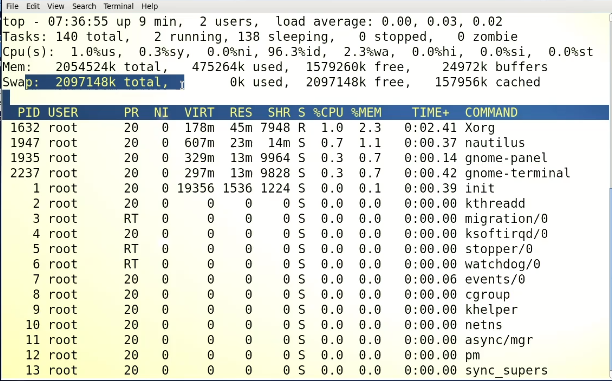 File Edit View Search Terminal Help
top - 07:36:55 up 9 min,  2 users,  load average: 0.00, 0.03, 0.02
Tasks: 140 total,   2 running, 138 sleeping,   0 stopped,   0 zombie
Cpu(s):  1.0%us,  0.3%sy,  0.0%ni, 96.3%id,  2.3%wa,  0.0%hi,  0.0%si,  0.0%st
Mem:   2054524k total,   475264k used,  1579260k free,    24972k buffers
Swap:  2097148k total,        0k used,  2097148k free,   157956k cached
PID USER      PR  NI  VIRT  RES  SHR S %CPU %MEM    TIME+  COMMAND
1632 root      20   0  178m  45m 7948 R  1.0  2.3   0:02.41 Xorg
1947 root      20   0  607m  23m  14m S  0.7  1.1   0:00.37 nautilus
1935 root      20   0  329m  13m 9964 S  0.3  0.7   0:00.14 gnome-panel
2237 root      20   0  297m  13m 9828 S  0.3  0.7   0:00.42 gnome-terminal
1 root      20   0 19356 1536 1224 S  0.0  0.1   0:00.39 init
2 root      20   0     0    0    0 S  0.0  0.0   0:00.00 kthreadd
3 root      RT   0     0    0    0 S  0.0  0.0   0:00.00 migration/0
4 root      20   0     0    0    0 S  0.0  0.0   0:00.00 ksoftirqd/0
5 root      RT   0     0    0    0 S  0.0  0.0   0:00.00 stopper/0
6 root      RT   0     0    0    0 S  0.0  0.0   0:00.00 watchdog/0
7 root      20   0     0    0    0 S  0.0  0.0   0:00.06 events/0
8 root      20   0     0    0    0 S  0.0  0.0   0:00.00 cgroup
9 root      20   0     0    0    0 S  0.0  0.0   0:00.00 khelper
10 root      20   0     0    0    0 S  0.0  0.0   0:00.00 netns
11 root      20   0     0    0    0 S  0.0  0.0   0:00.00 async/mgr
12 root      20   0     0    0    0 S  0.0  0.0   0:00.00 pm
13 root      20   0     0    0    0 S  0.0  0.0   0:00.00 sync_supers